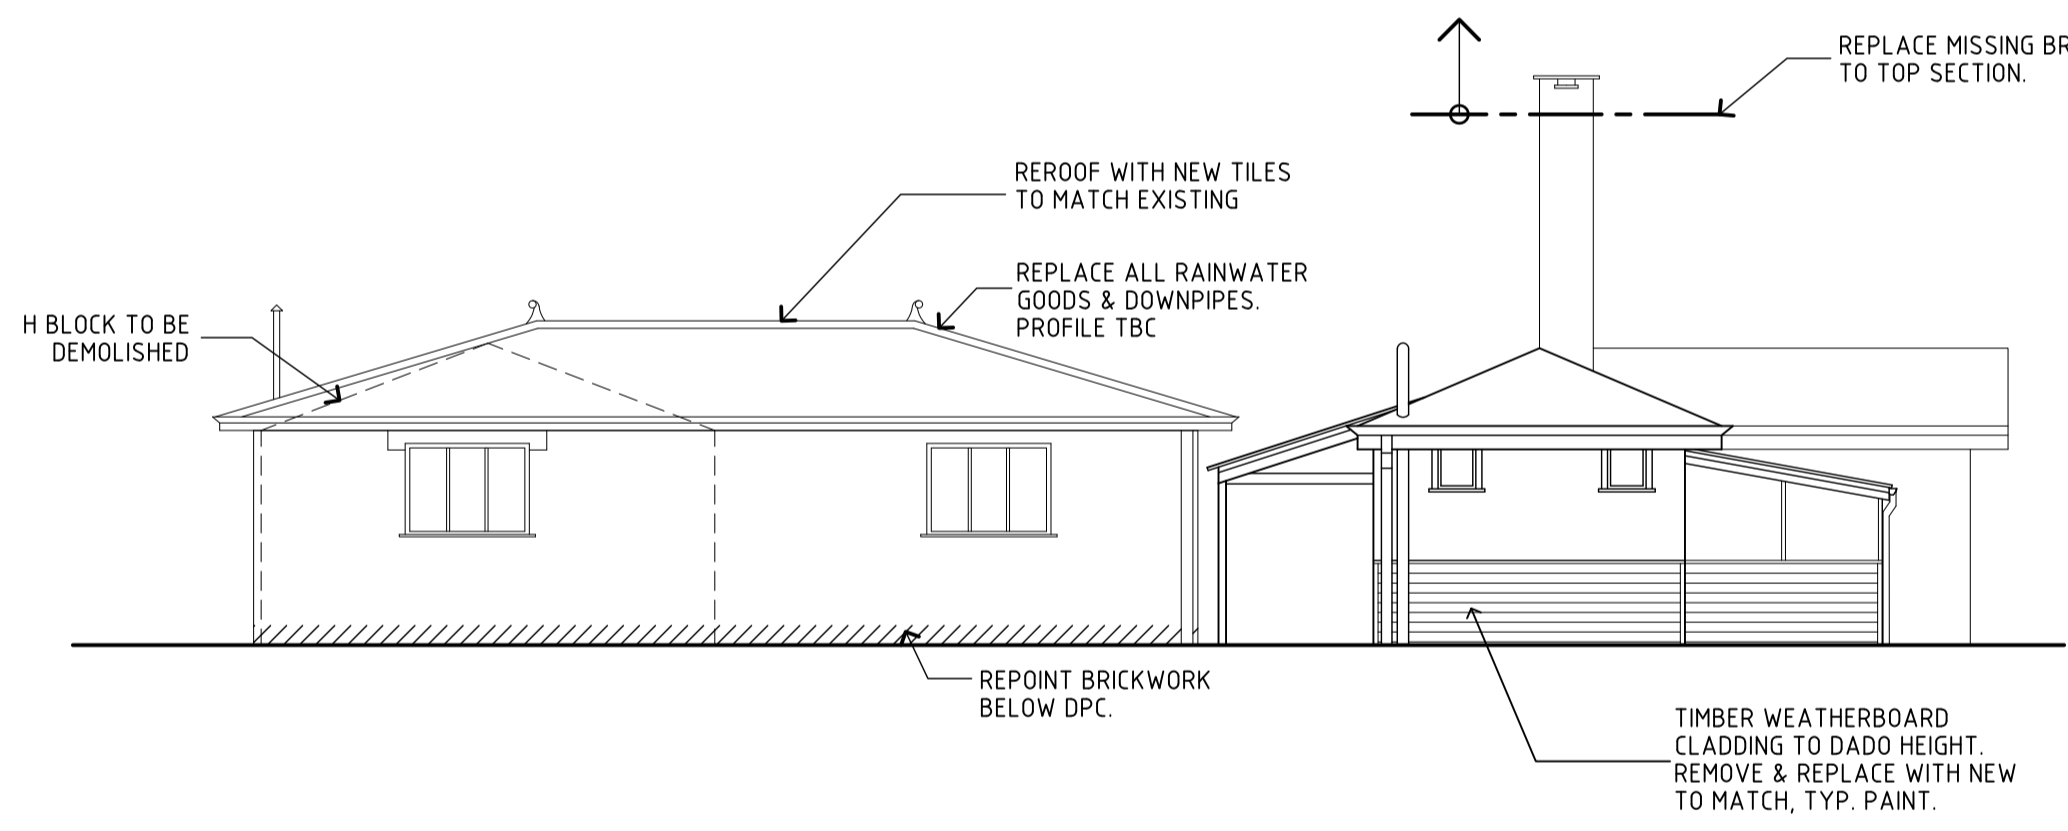 REPLACE MISSING BR
TO TOP SECTION.
REROOF WITH NEW TILES
TO MATCH EXISTING
REPLACE ALL RAINWATER
GOODS & DOWNPIPES.
PROFILE TBC
H BLOCK TO BE
DEMOLISHED
REPOINT BRICKWORK
BELOW DPC.
TIMBER WEATHERBOARD
CLADDING TO DADO HEIGHT.
REMOVE & REPLACE WITH NEW
TO MATCH, TYP. PAINT.